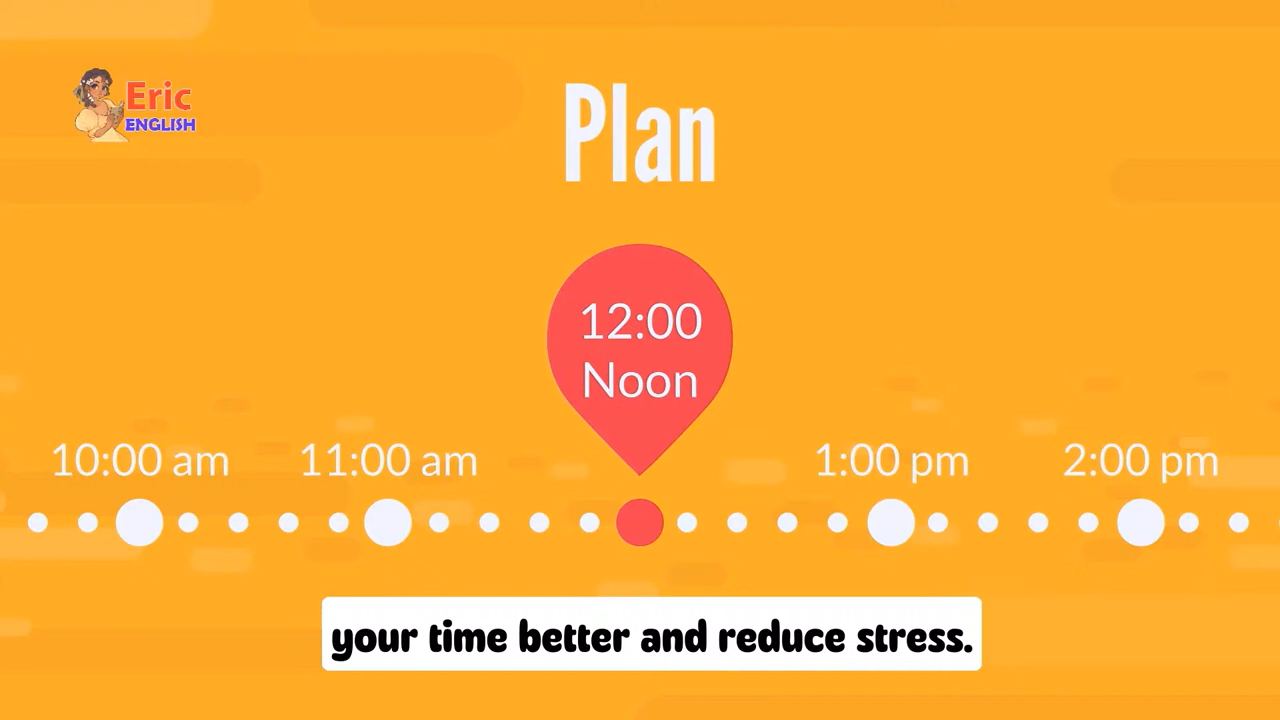 Eric
ENGLISH
Plan
12:00
Noon
10:00 am
11:00 am
1:00 pm
2:00 pm
your time better and reduce stress.